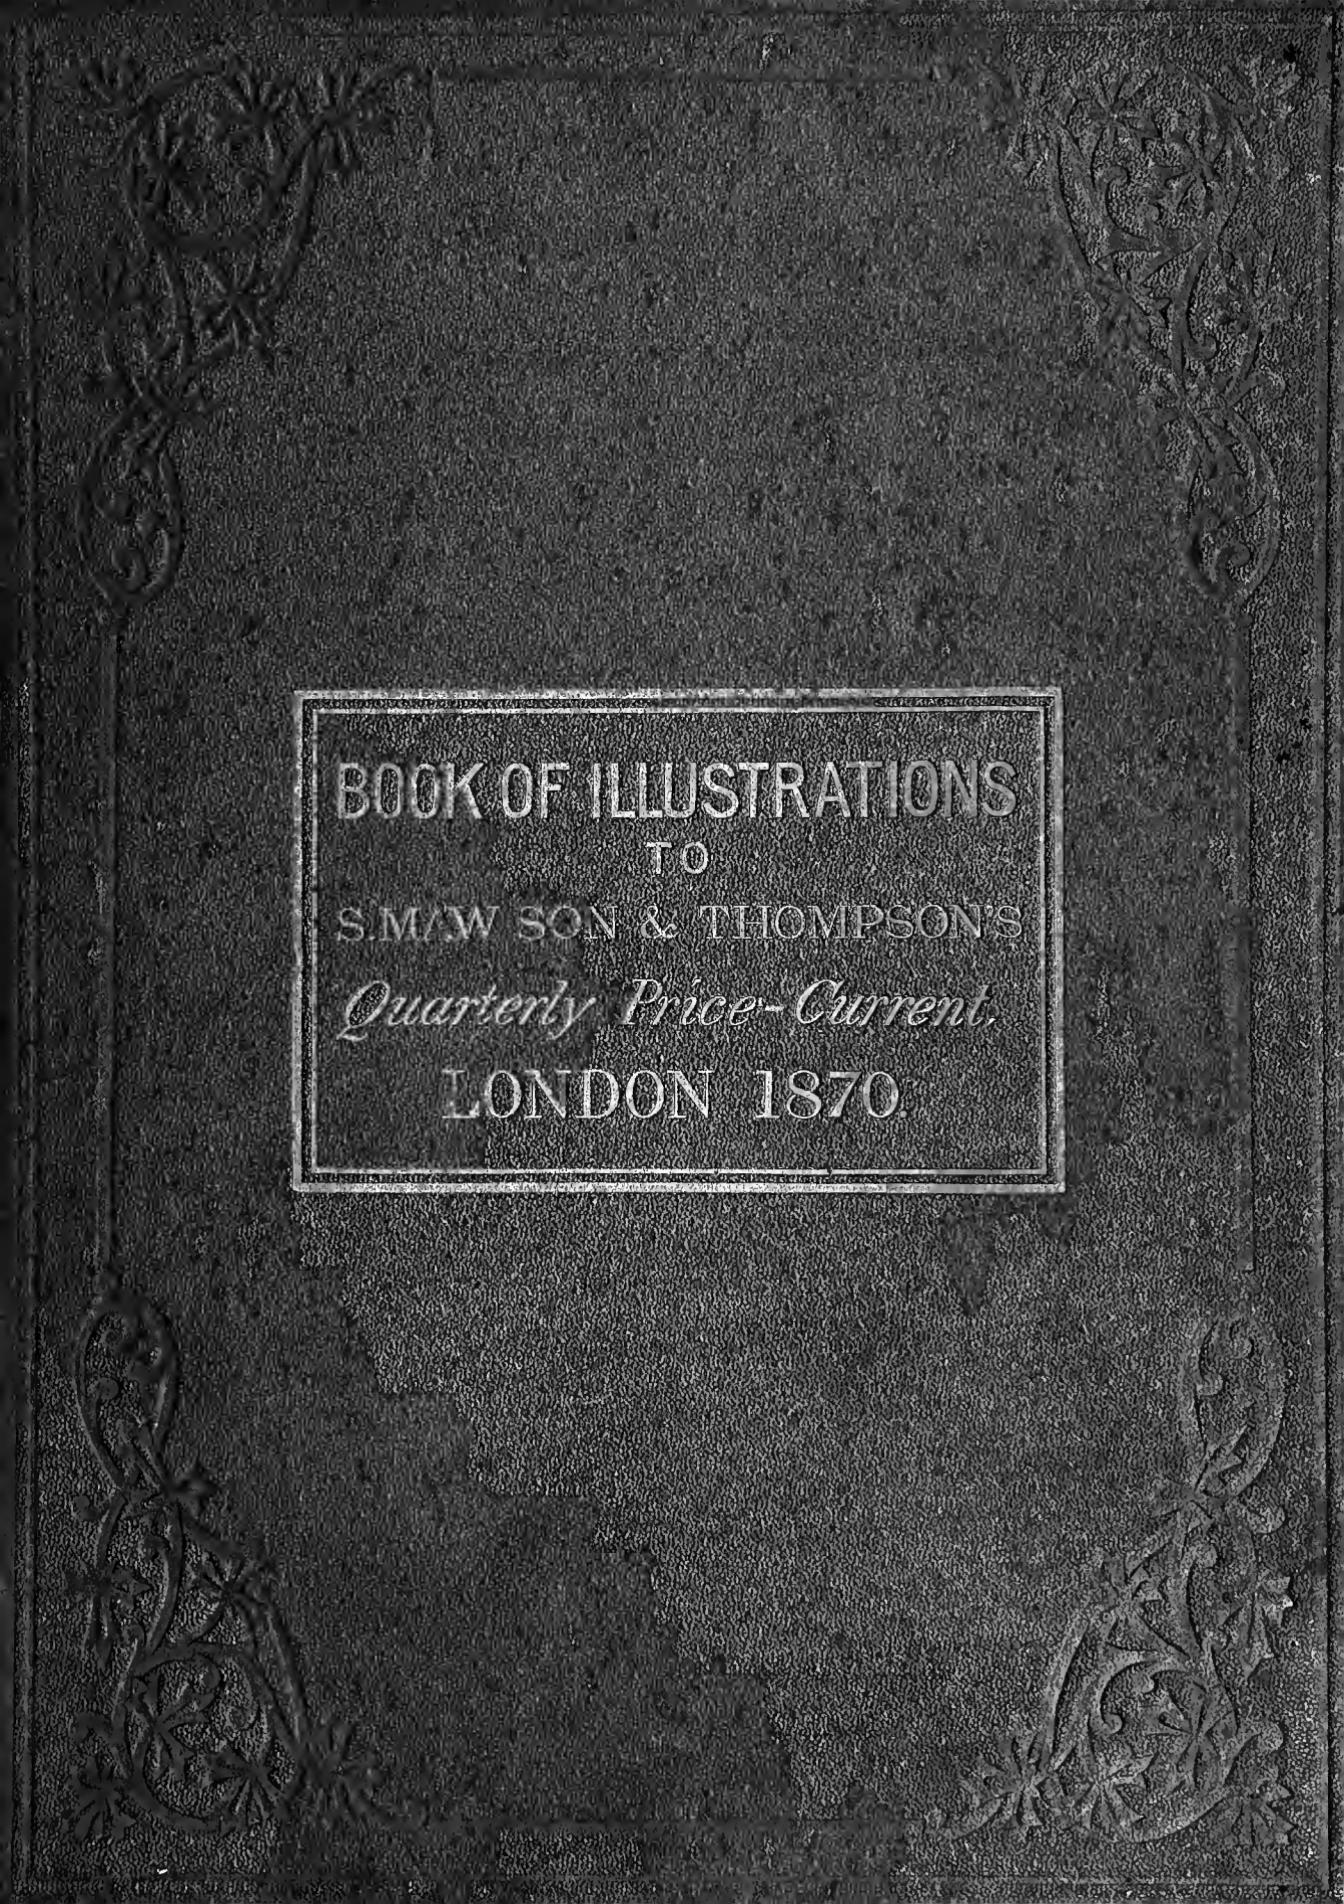 BOOK OF ILLUSTRATIONS
TO
S. MAW SON & THOMPSON'S
Quarterly Price-Current.
LONDON 1870.